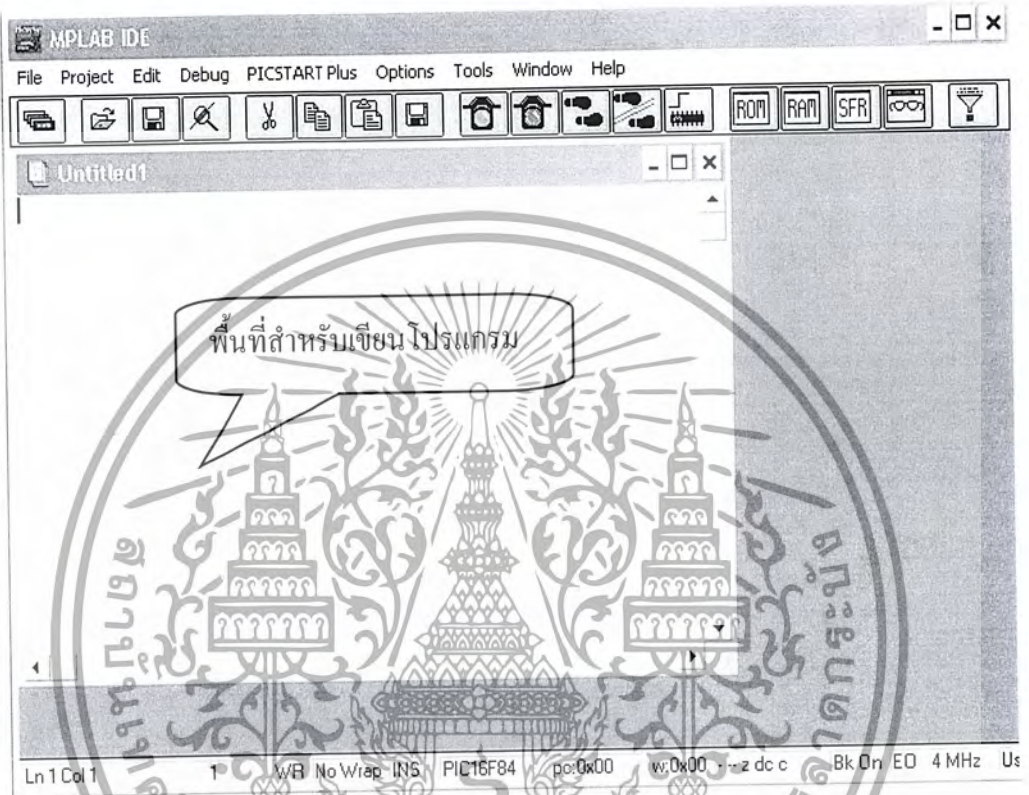 MPLAB IDE
File Project Edit Debug PICSTART Plus Options Tools Window Help
ROM RAM SFR
Untitled1
พื้นที่สำหรับเขียนโปรแกรม
Ln 1 Col 1 1 WR No Wrap INS PIC16F84 pc:0x00 w:0x00 - -- z dc c Bk On EO 4 MHz Us